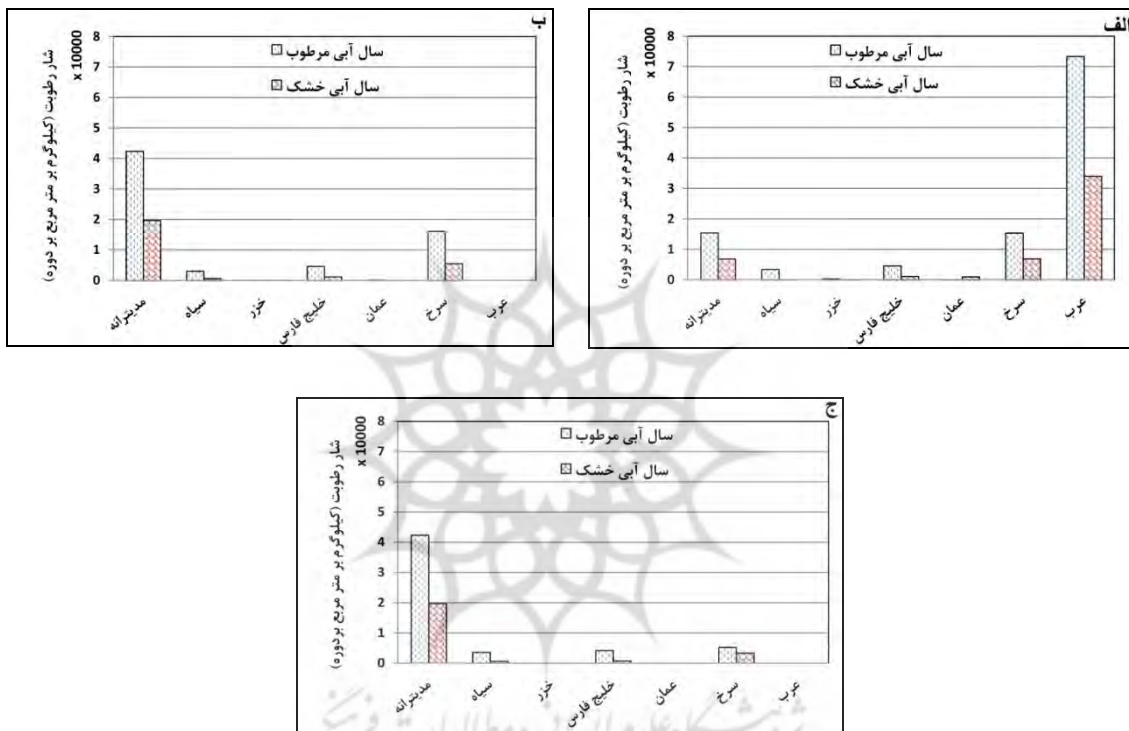 الف
سال آبی مرطوب
سال آبی خشک
شار رطوبت (کیلوگرم بر متر مربع بر دوره)
x 10000
8
7
6
5
4
3
2
1
0
مدیترانه
سیاه
خزر
خلیج فارس
عمان
سرخ
عرب
ب
سال آبی مرطوب
سال آبی خشک
شار رطوبت (کیلوگرم بر متر مربع بر دوره)
x 10000
8
7
6
5
4
3
2
1
0
مدیترانه
سیاه
خزر
خلیج فارس
عمان
سرخ
عرب
ج
سال آبی مرطوب
سال آبی خشک
شار رطوبت (کیلوگرم بر متر مربع بردوره)
x 10000
8
7
6
5
4
3
2
1
0
مدیترانه
سیاه
خزر
خلیج فارس
عمان
سرخ
عرب